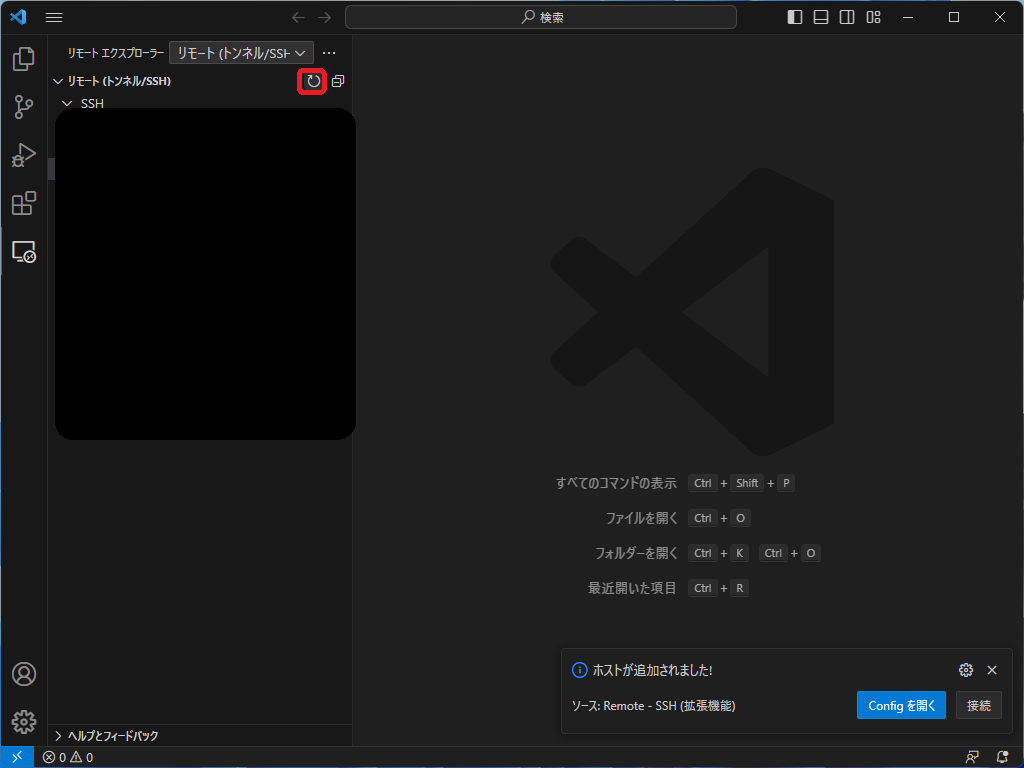 検索
リモート エクスプローラー リモート (トンネル/SSH
リモート (トンネル/SSH)
SSH
すべてのコマンドの表示 Ctrl + Shift + P
ファイルを開く Ctrl + O
フォルダーを開く Ctrl + K Ctrl + O
最近開いた項目 Ctrl + R
ホストが追加されました!
ソース: Remote - SSH (拡張機能) Config を開く 接続
ヘルプとフィードバック
0 0